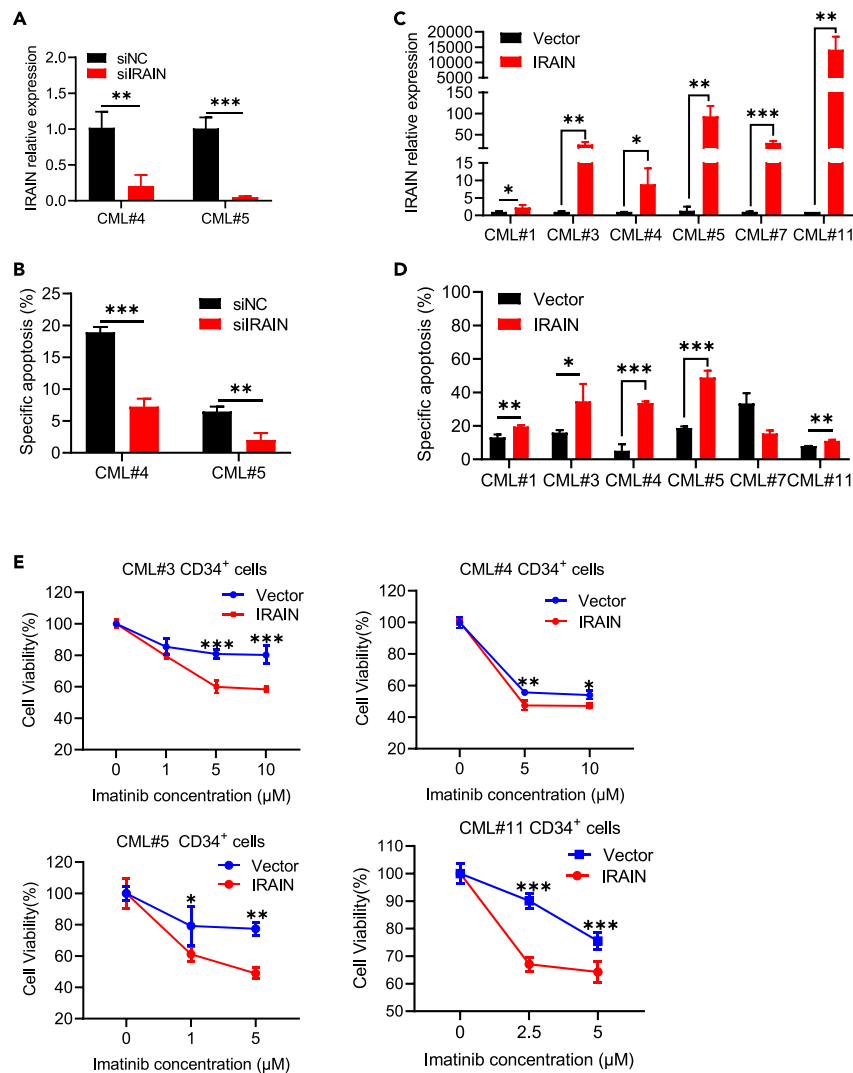 A
IRAIN relative expression
2.0
1.5
1.0
0.5
0.0
siNC
siIRAIN
**
***
CML#4
CML#5
C
IRAIN relative expression
20000
15000
10000
5000
150
100
50
15
10
5
0
Vector
IRAIN
*
**
*
**
***
**
CML#1
CML#3
CML#4
CML#5
CML#7
CML#11
B
Specific apoptosis (%)
25
20
15
10
5
0
siNC
siIRAIN
***
**
CML#4
CML#5
D
Specific apoptosis (%)
100
80
60
40
20
0
Vector
IRAIN
**
*
***
***
**
CML#1
CML#3
CML#4
CML#5
CML#7
CML#11
E
CML#3 CD34+ cells
Cell Viability(%)
120
100
80
60
40
20
Vector
IRAIN
***
***
0 1 5 10
Imatinib concentration (μM)
CML#4 CD34+ cells
Cell Viability(%)
120
100
80
60
40
20
Vector
IRAIN
**
*
0 5 10
Imatinib concentration (μM)
CML#5 CD34+ cells
Cell Viability(%)
120
100
80
60
40
20
Vector
IRAIN
*
**
0 1 5
Imatinib concentration (μM)
CML#11 CD34+ cells
Cell Viability(%)
110
100
90
80
70
60
50
Vector
IRAIN
***
***
0 2.5 5
Imatinib concentration (μM)